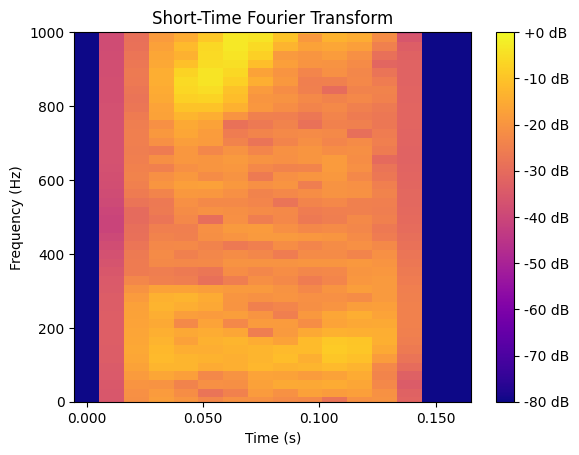 Short-Time Fourier Transform
1000
800
600
400
200
0
Frequency (Hz)
0.000
0.050
0.100
0.150
Time (s)
+0 dB
-10 dB
-20 dB
-30 dB
-40 dB
-50 dB
-60 dB
-70 dB
-80 dB